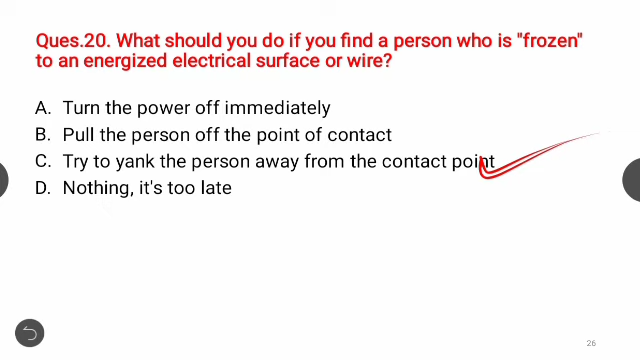 Ques.20. What should you do if you find a person who is "frozen"
to an energized electrical surface or wire?
A. Turn the power off immediately
B. Pull the person off the point of contact
C. Try to yank the person away from the contact point
D. Nothing, it's too late
26